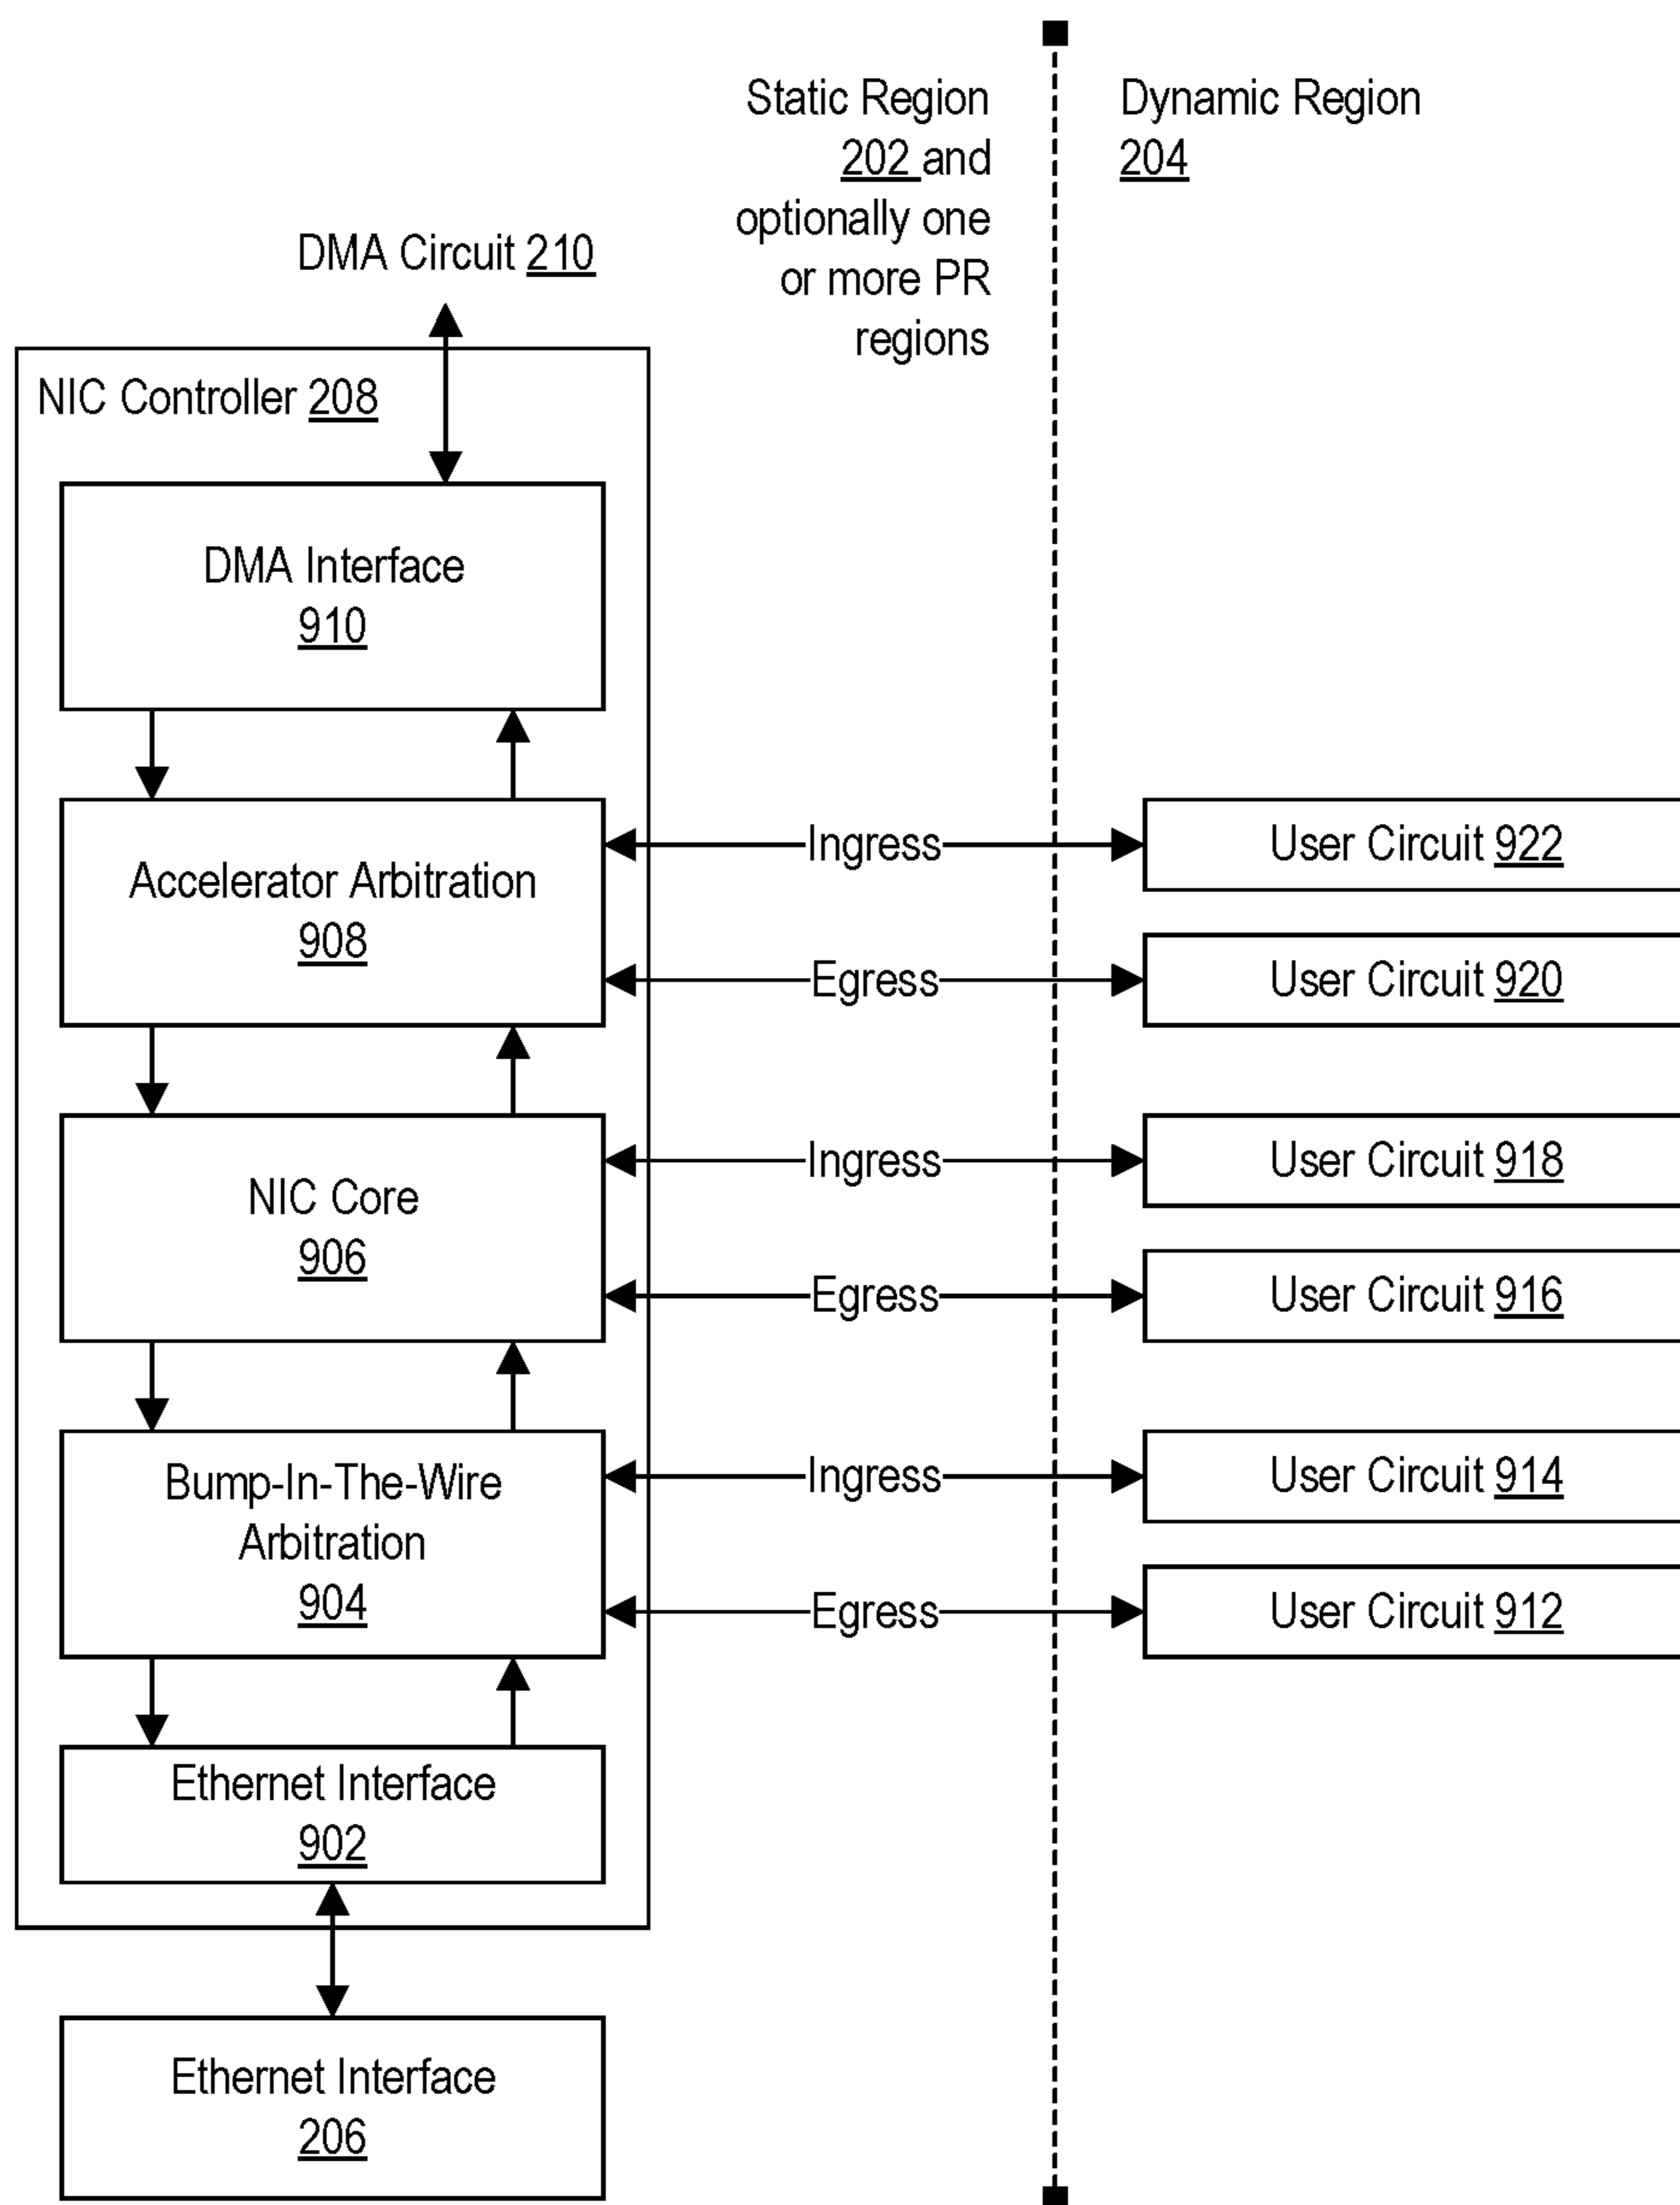 Static Region
202 and
optionally one
or more PR
regions
Dynamic Region
204
DMA Circuit 210
NIC Controller 208
DMA Interface
910
Accelerator Arbitration
908
Ingress
User Circuit 922
Egress
User Circuit 920
NIC Core
906
Ingress
User Circuit 918
Egress
User Circuit 916
Bump-In-The-Wire
Arbitration
904
Ingress
User Circuit 914
Egress
User Circuit 912
Ethernet Interface
902
Ethernet Interface
206